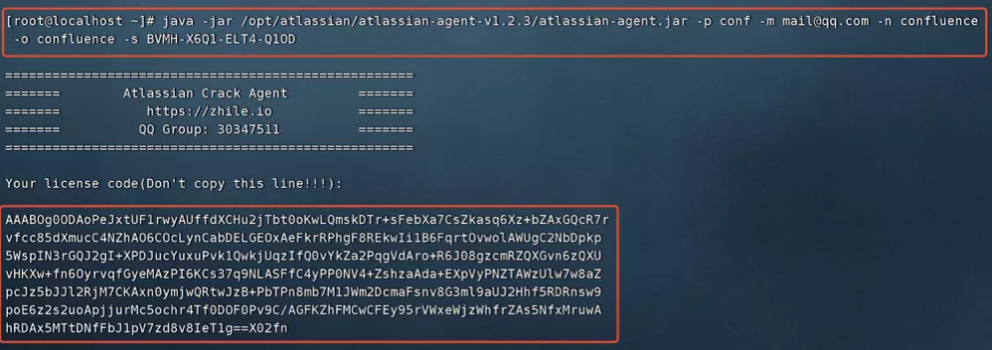 [root@localhost ~]# java -jar /opt/atlassian/atlassian-agent-v1.2.3/atlassian-agent.jar -p conf -m mail@qq.com -n confluence
-o confluence -s BVMH-X6Q1-ELT4-Q1OD
====================================================
======= Atlassian Crack Agent =======
======= https://zhile.io =======
======= QQ Group: 30347511 =======
====================================================
Your license code(Don't copy this line!!!):
AAABOg0ODAoPeJxtUF1rwyAUffdXCHu2jTbt0oKwLQmskDTr+sFebXa7CsZkasq6Xz+bZAxGQcR7r
vfcc85dXmucC4NZhAO6COcLynCabDELGEOxAeFkrRPhgF8REkwIi1B6FqrtOvwolAWUgC2NbDpkp
5WspIN3rGQJ2gI+XPDJucYuxuPvk1QwkjUqzIfQ0vYkZa2PqgVdAro+R6J08gzcmRZQXGvn6zQXU
vHKXw+fn6OyrvqfGyeMAzPI6KCs37q9NLASFfC4yPP0NV4+ZshzaAda+EXpVyPNZTAWzUlw7w8aZ
pcJz5bJJl2RjM7CKAxn0ymjwQRtwJzB+PbTPn8mb7M1JWm2DcmaFsnv8G3ml9aUJ2Hhf5RDRnsw9
poE6z2s2uoApjjurMc5ochr4Tf0DOF0Pv9C/AGFKZhFMCwCFEy95rVWxeWjzWhfrZAs5NfxMruwA
hRDAx5MTtDNfFbJ1pV7zd8v8IeT1g==X02fn